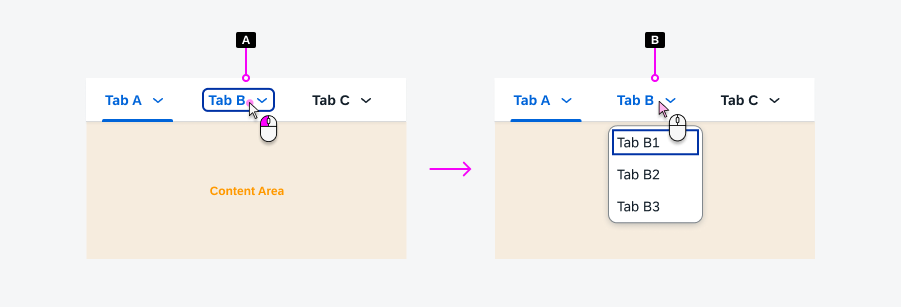 A
B
Tab A
Tab B
Tab C
Tab A
Tab B
Tab C
Tab B1
Tab B2
Tab B3
Content Area